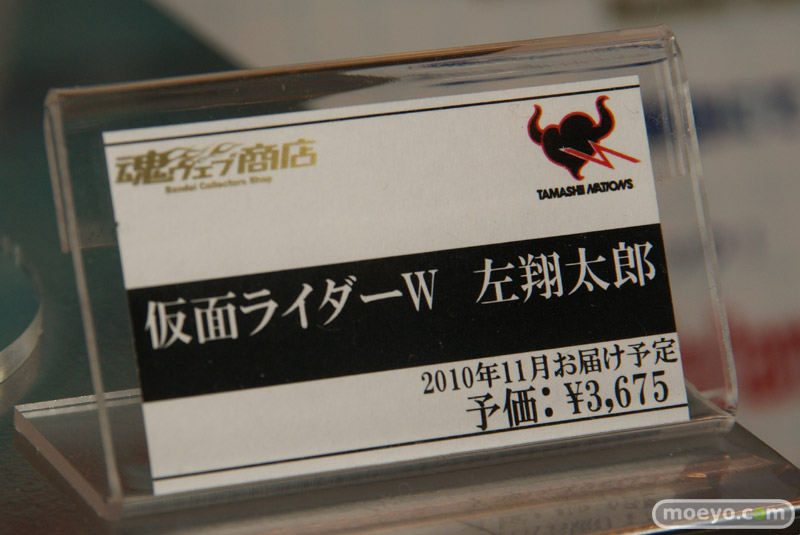 魂ウェブ商店
Bandai Collectors Shop
TAMASHII NATIONS
仮面ライダーW 左翔太郎
2010年11月お届け予定
予価：¥3,675
moeyo.com